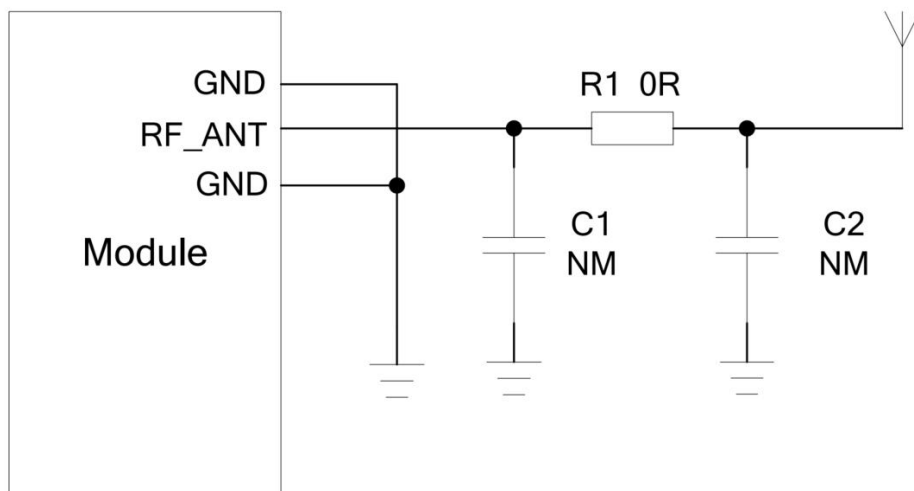 GND
RF_ANT
GND
Module
R1 0R
C1
NM
C2
NM